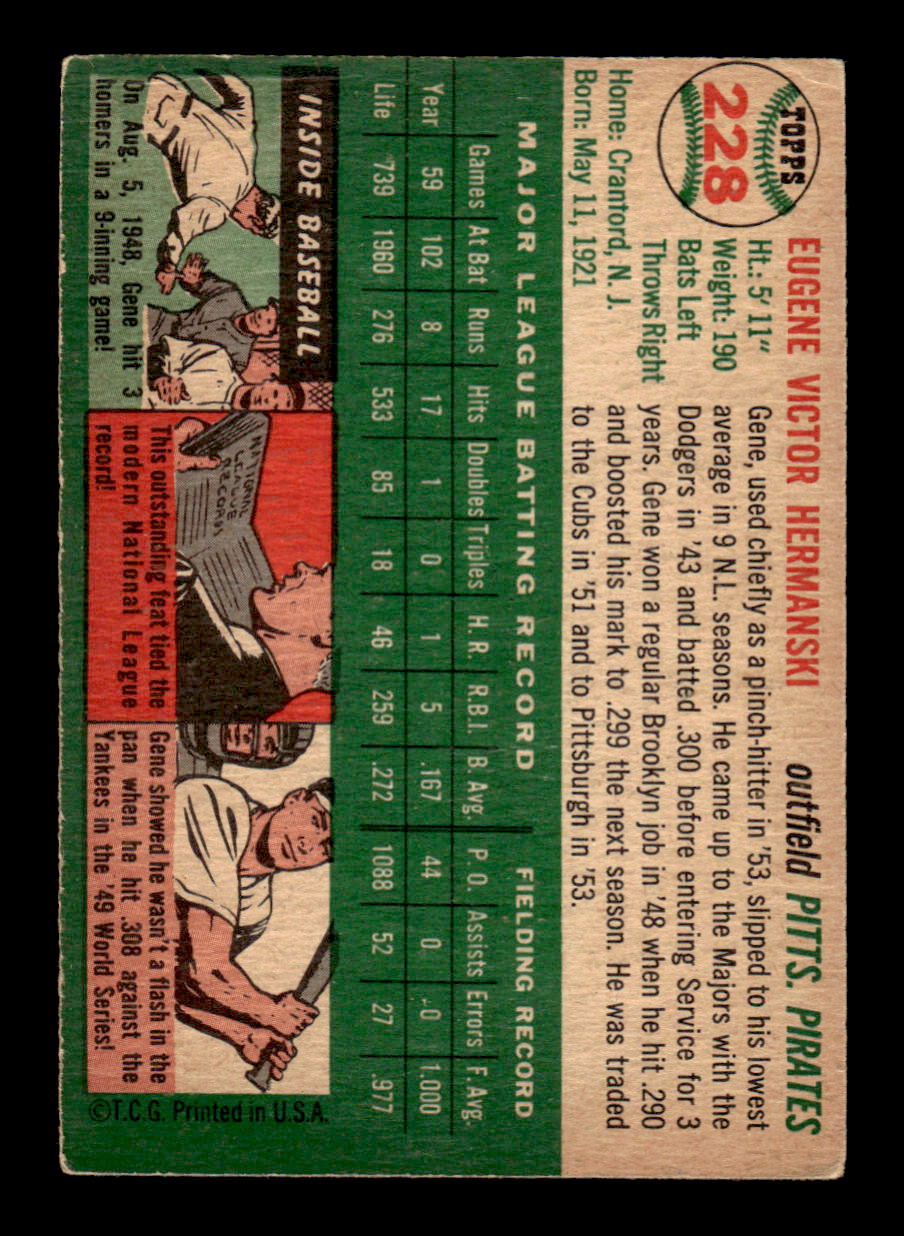 TOPPS
228
EUGENE VICTOR HERMANSKI outfield PITTS. PIRATES
Ht.: 5' 11"
Weight: 190
Bats Left
Throws Right
Home: Cranford, N. J.
Born: May 11, 1921
Gene, used chiefly as a pinch-hitter in '53, slipped to his lowest
average in 9 N.L. seasons. He came up to the Majors with the
Dodgers in '43 and batted .300 before entering Service for 3
years. Gene won a regular Brooklyn job in '48 when he hit .290
and boosted his mark to .299 the next season. He was traded
to the Cubs in '51 and to Pittsburgh in '53.
MAJOR LEAGUE BATTING RECORD FIELDING RECORD
Games At Bat Runs Hits Doubles Triples H. R. R.B.I. B. Avg. P. O. Assists Errors F. Avg.
Year 59 102 8 17 1 0 1 5 .167 44 0 0 1.000
Life 739 1960 276 533 85 18 46 259 .272 1088 52 27 .977
INSIDE BASEBALL
On Aug. 5, 1948, Gene hit 3
homers in a 9-inning game!
NATIONAL
LEAGUE
RECORDS
This outstanding feat tied the
modern National League
record!
Gene showed he wasn't a flash in the
pan when he hit .308 against the
Yankees in the '49 World Series!
©T.C.G. Printed in U.S.A.